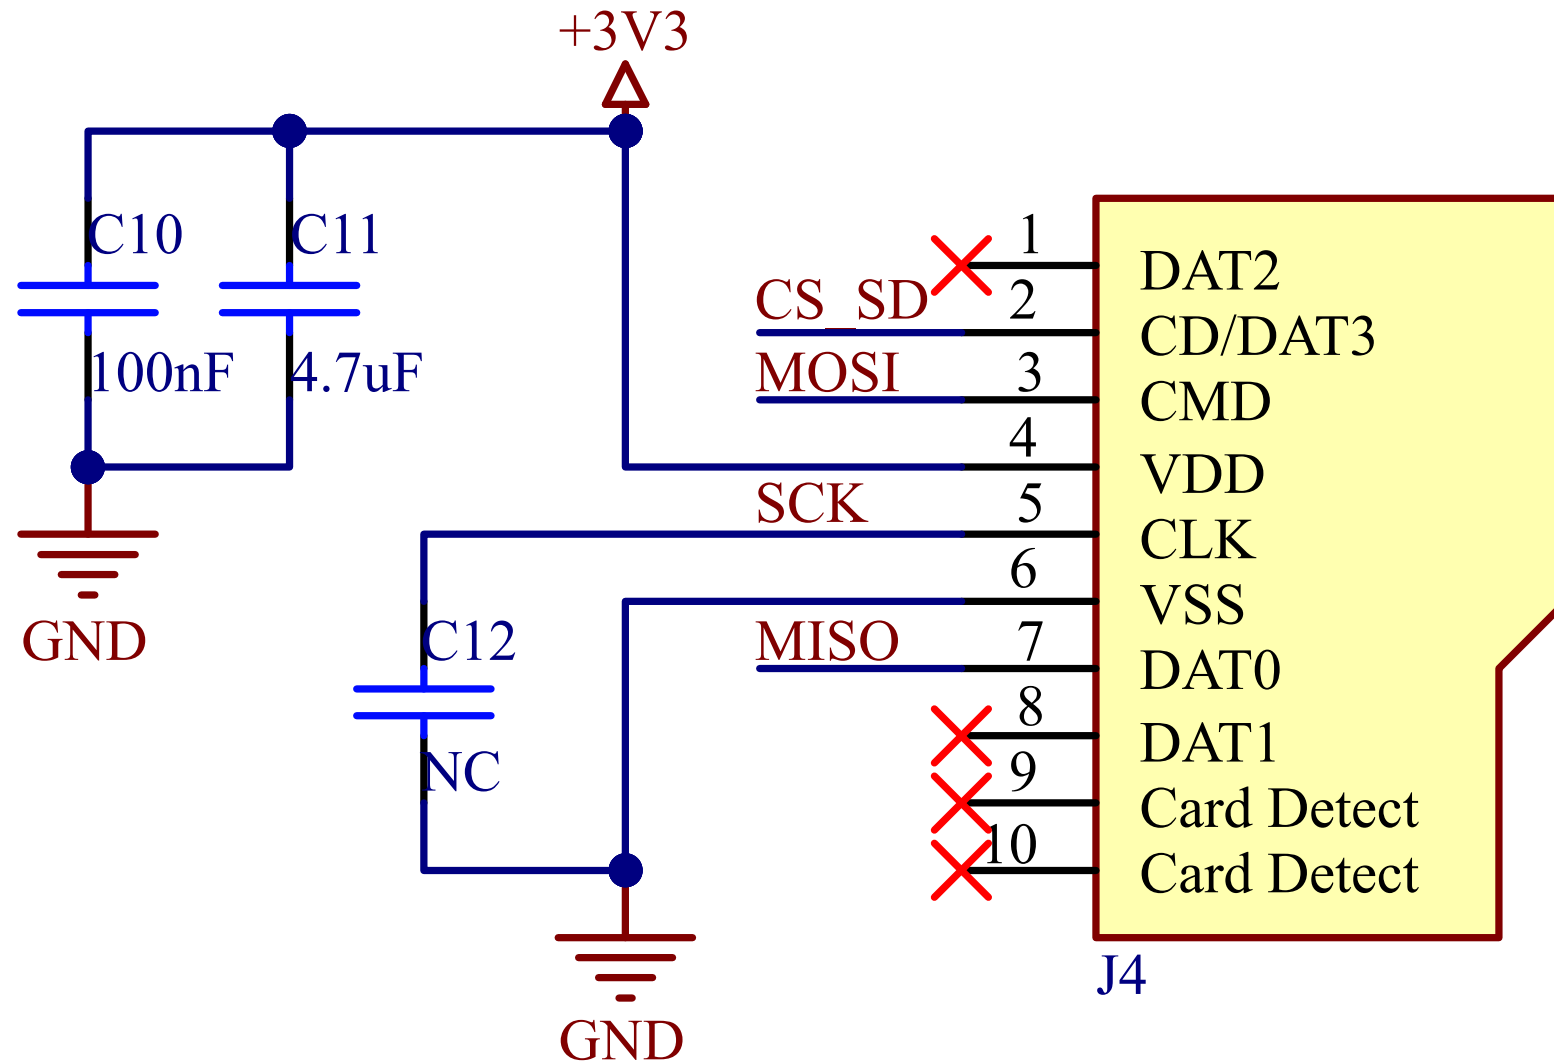 +3V3
C10
C11
100nF
4.7uF
GND
CS_SD
MOSI
SCK
MISO
C12
NC
GND
1
DAT2
2
CD/DAT3
3
CMD
4
VDD
5
CLK
6
VSS
7
DAT0
8
DAT1
9
Card Detect
10
Card Detect
J4